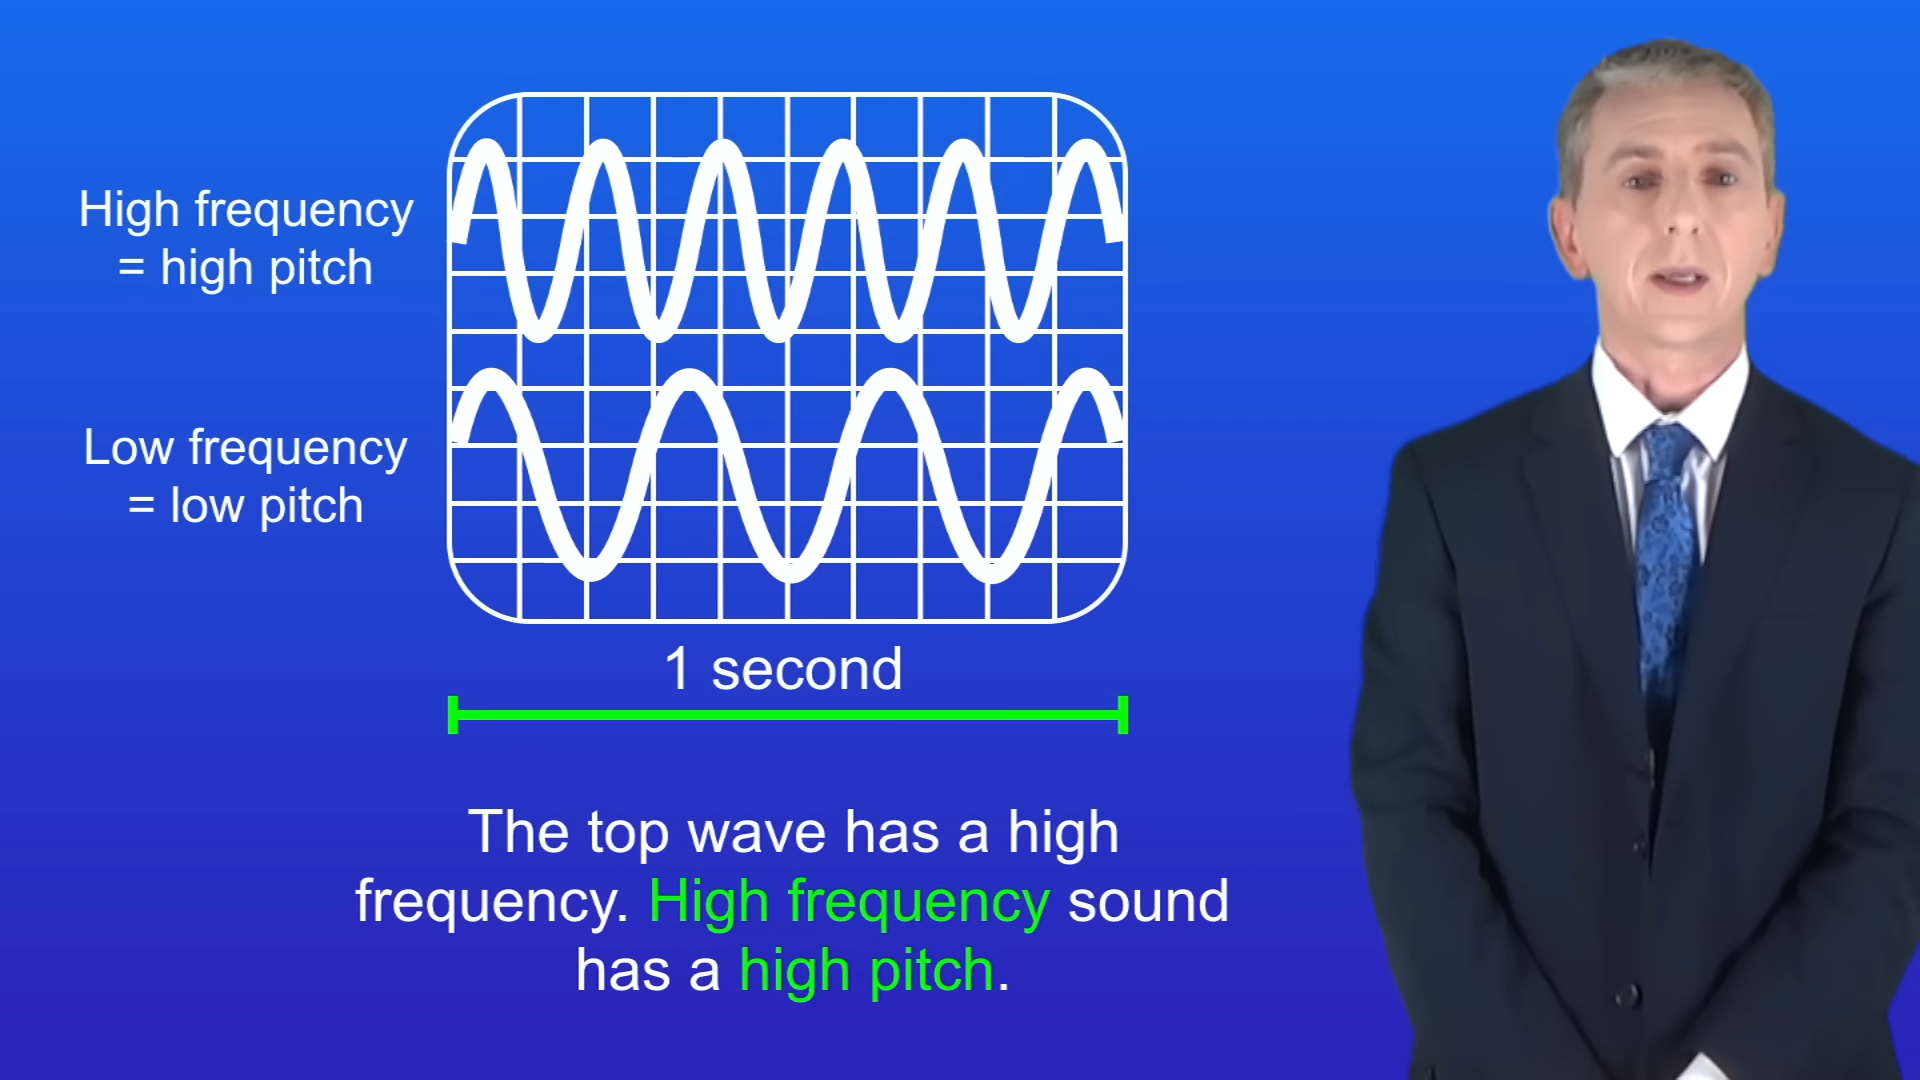 High frequency
= high pitch
Low frequency
= low pitch
1 second
The top wave has a high
frequency. High frequency sound
has a high pitch.